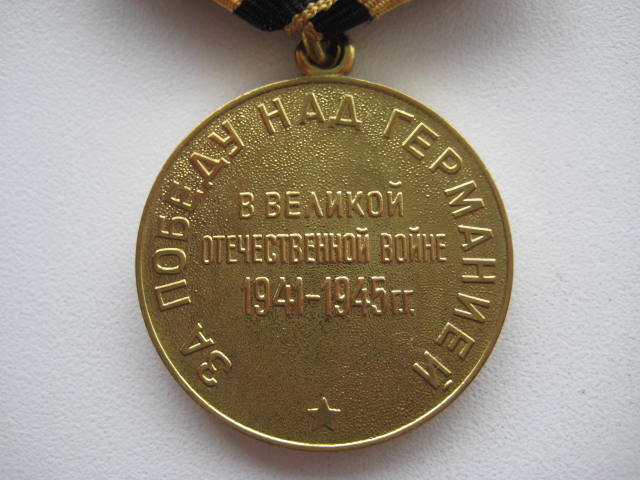 ЗА ПОБЕДУ НАД ГЕРМАНИЕЙ
В ВЕЛИКОЙ
ОТЕЧЕСТВЕННОЙ ВОЙНЕ
1941-1945 ГГ.